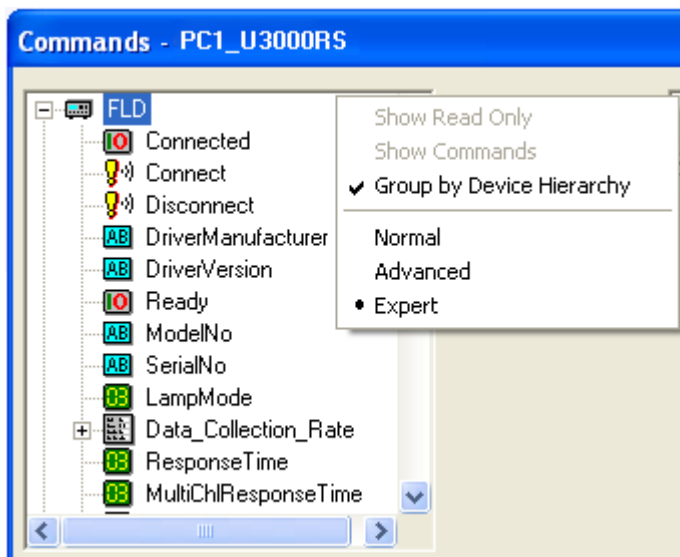 Commands - PC1_U3000RS
FLD
Connected
Connect
Disconnect
DriverManufacturer
DriverVersion
Ready
ModelNo
SerialNo
LampMode
Data_Collection_Rate
ResponseTime
MultiChlResponseTime
Show Read Only
Show Commands
Group by Device Hierarchy
Normal
Advanced
Expert